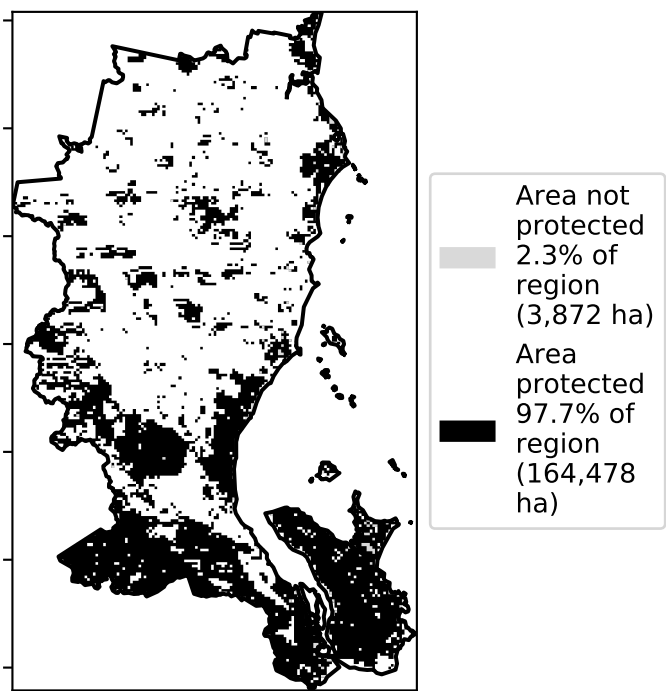 Area not
protected
2.3% of
region
(3,872 ha)
Area
protected
97.7% of
region
(164,478
ha)